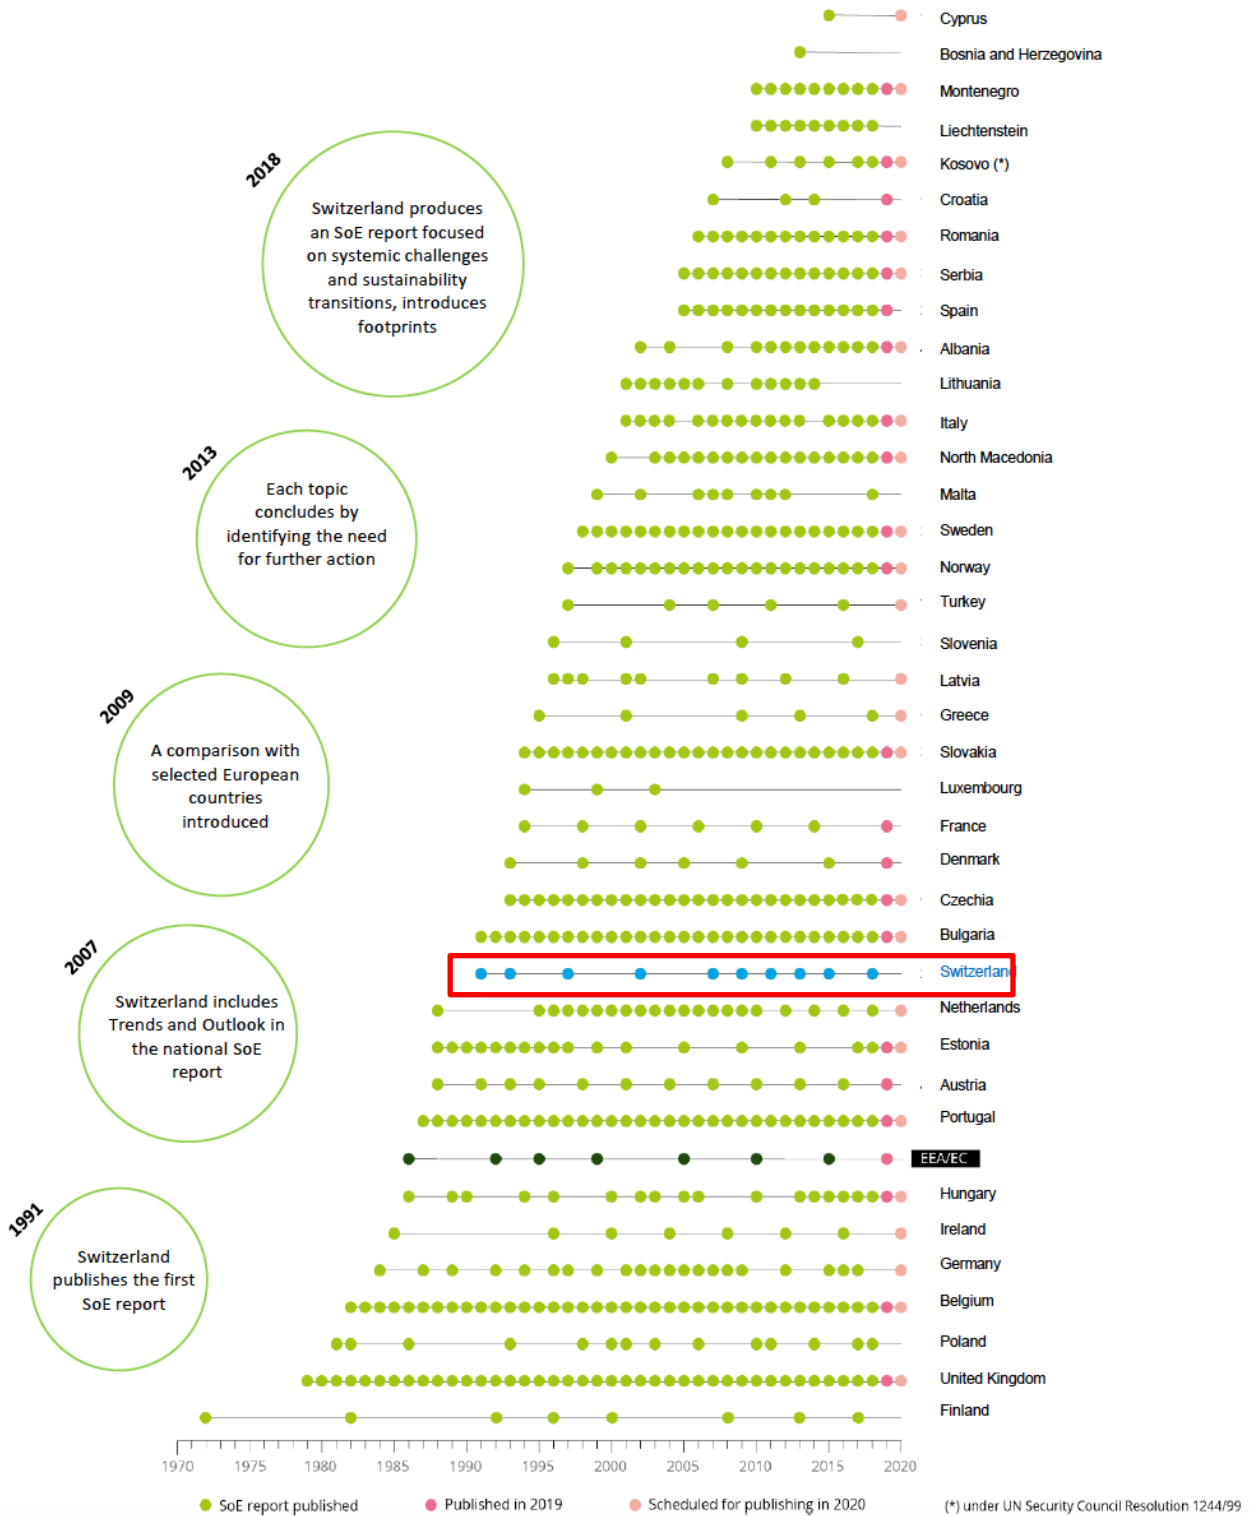 Cyprus
Bosnia and Herzegovina
Montenegro
Liechtenstein
Kosovo (*)
Croatia
Romania
Serbia
Spain
Albania
Lithuania
Italy
North Macedonia
Malta
Sweden
Norway
Turkey
Slovenia
Latvia
Greece
Slovakia
Luxembourg
France
Denmark
Czechia
Bulgaria
Switzerland
Netherlands
Estonia
Austria
Portugal
EEA/EC
Hungary
Ireland
Germany
Belgium
Poland
United Kingdom
Finland
2018
Switzerland produces
an SoE report focused
on systemic challenges
and sustainability
transitions, introduces
footprints
2013
Each topic
concludes by
identifying the need
for further action
2009
A comparison with
selected European
countries
introduced
2007
Switzerland includes
Trends and Outlook in
the national SoE
report
1991
Switzerland
publishes the first
SoE report
1970 1975 1980 1985 1990 1995 2000 2005 2010 2015 2020
SoE report published
Published in 2019
Scheduled for publishing in 2020
(*) under UN Security Council Resolution 1244/99